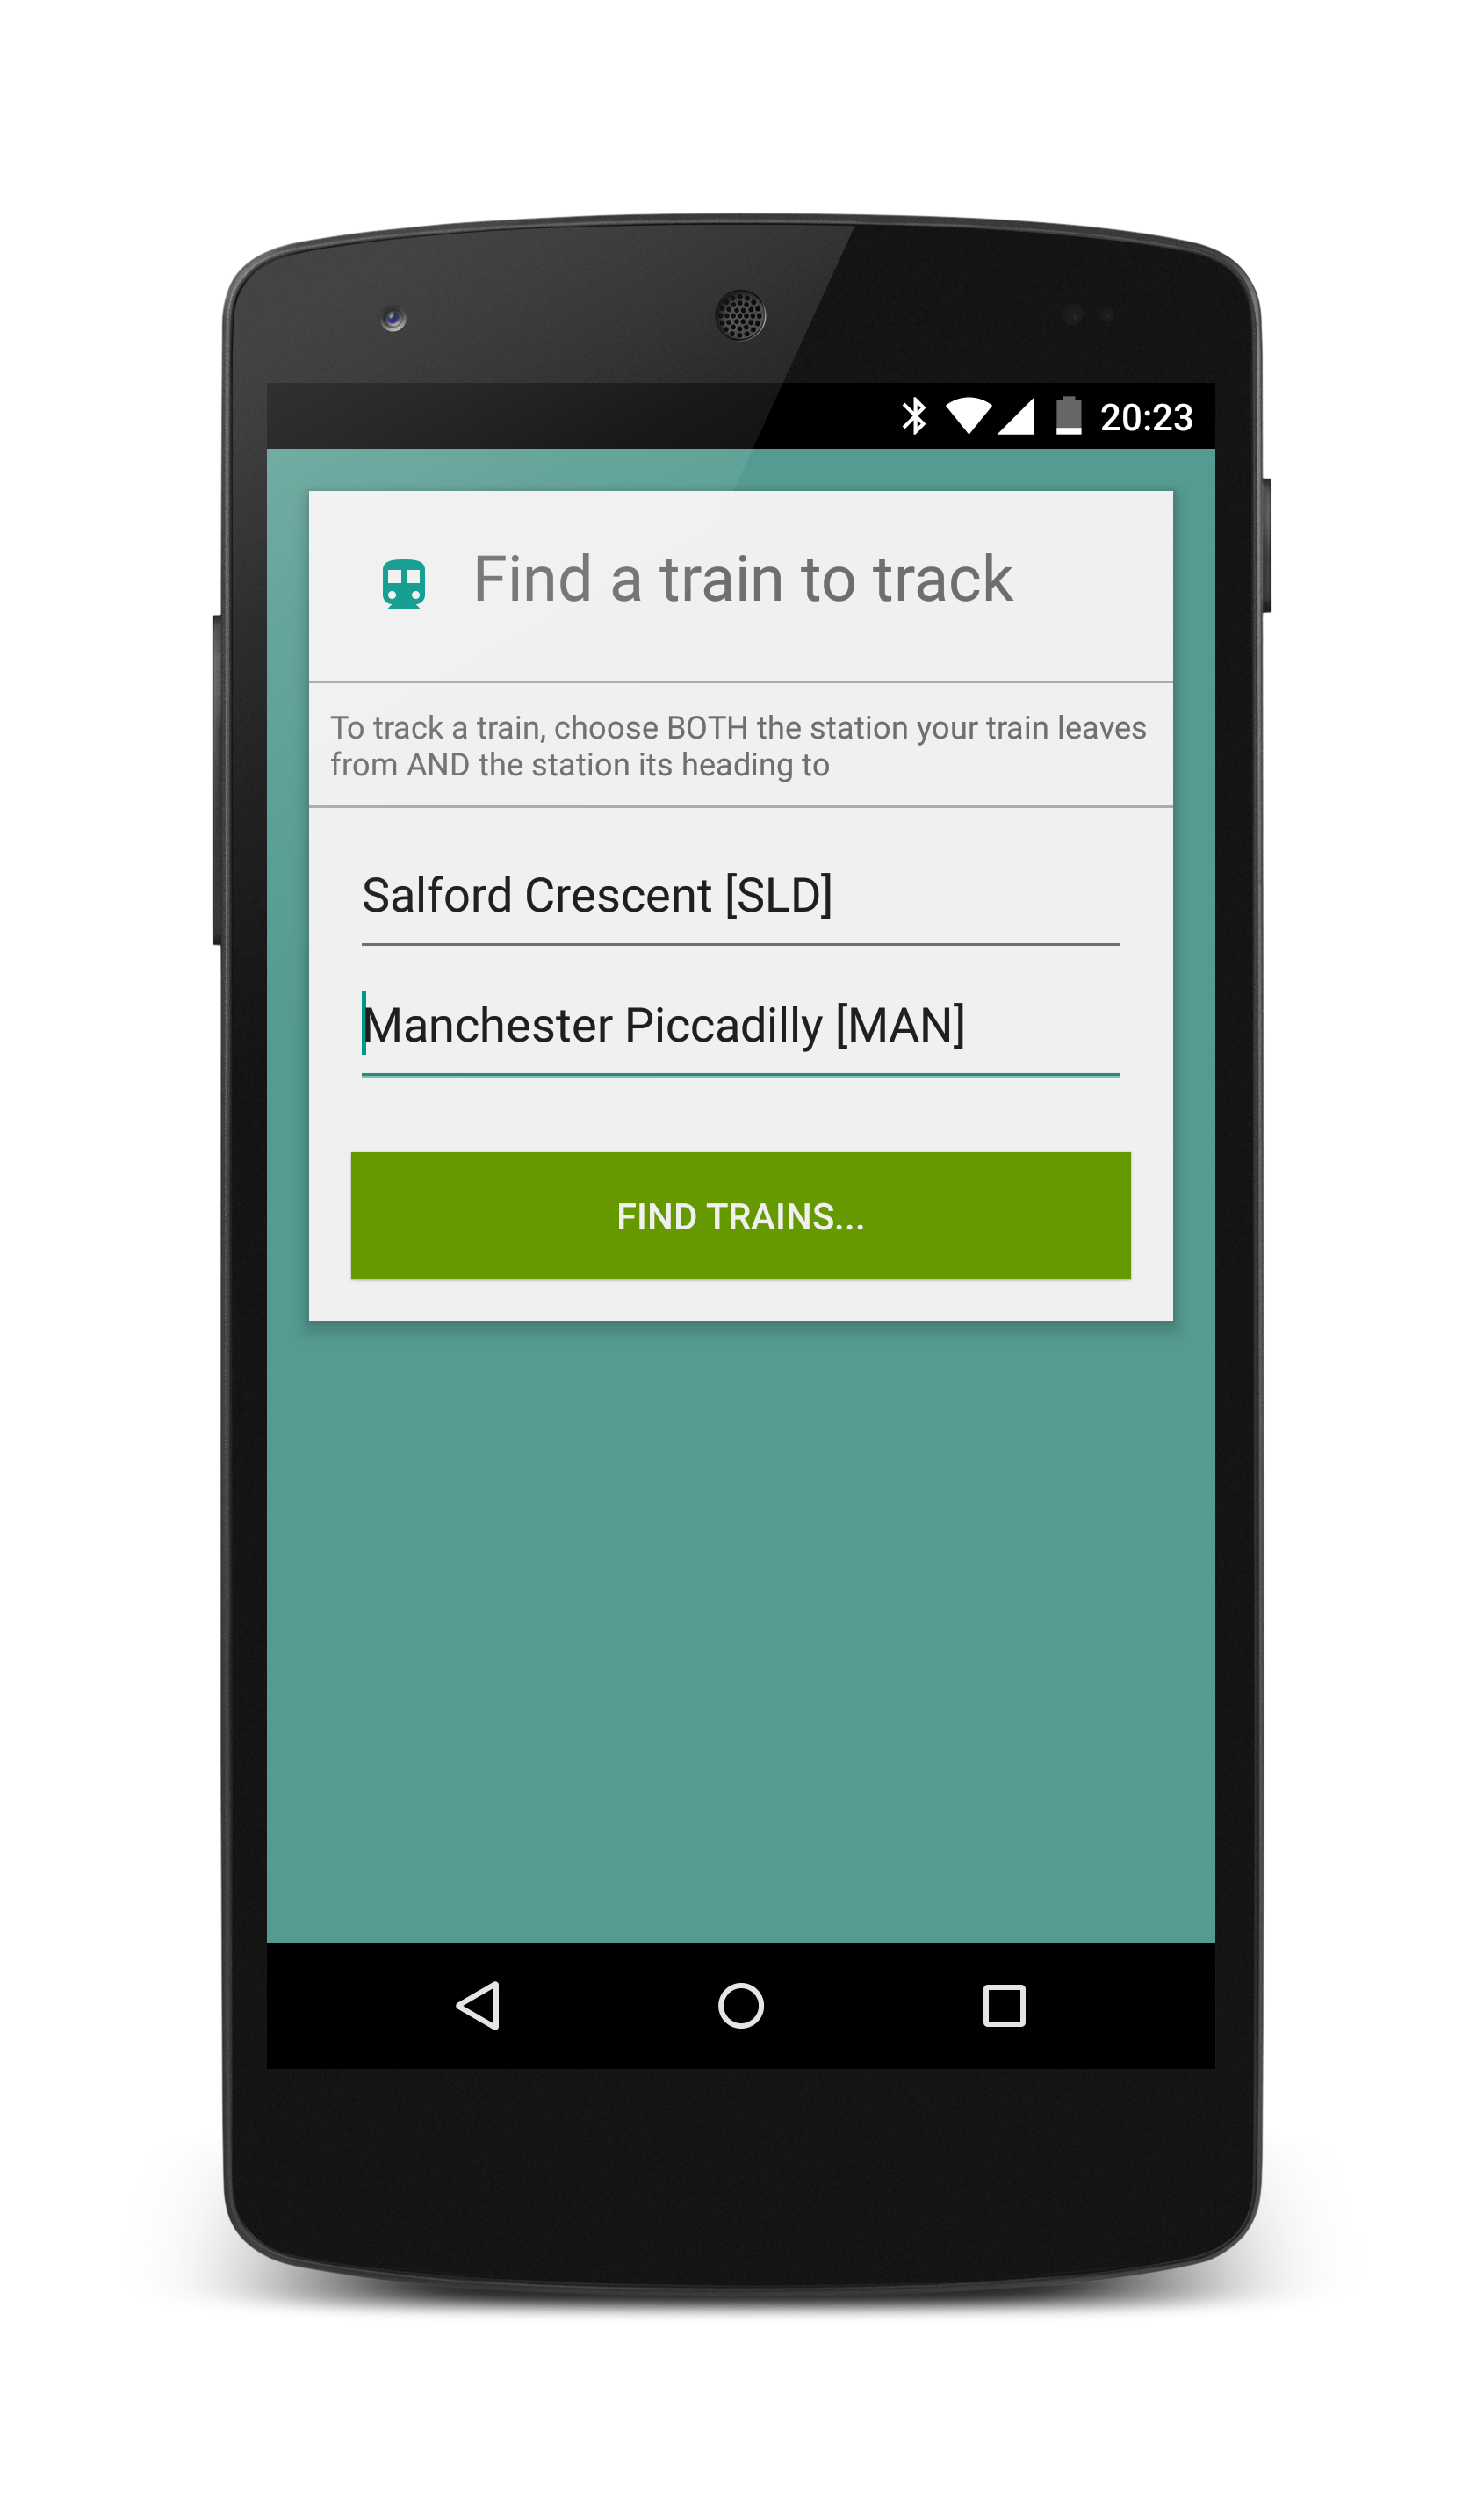 20:23
Find a train to track
To track a train, choose BOTH the station your train leaves
from AND the station its heading to
Salford Crescent [SLD]
Manchester Piccadilly [MAN]
FIND TRAINS...